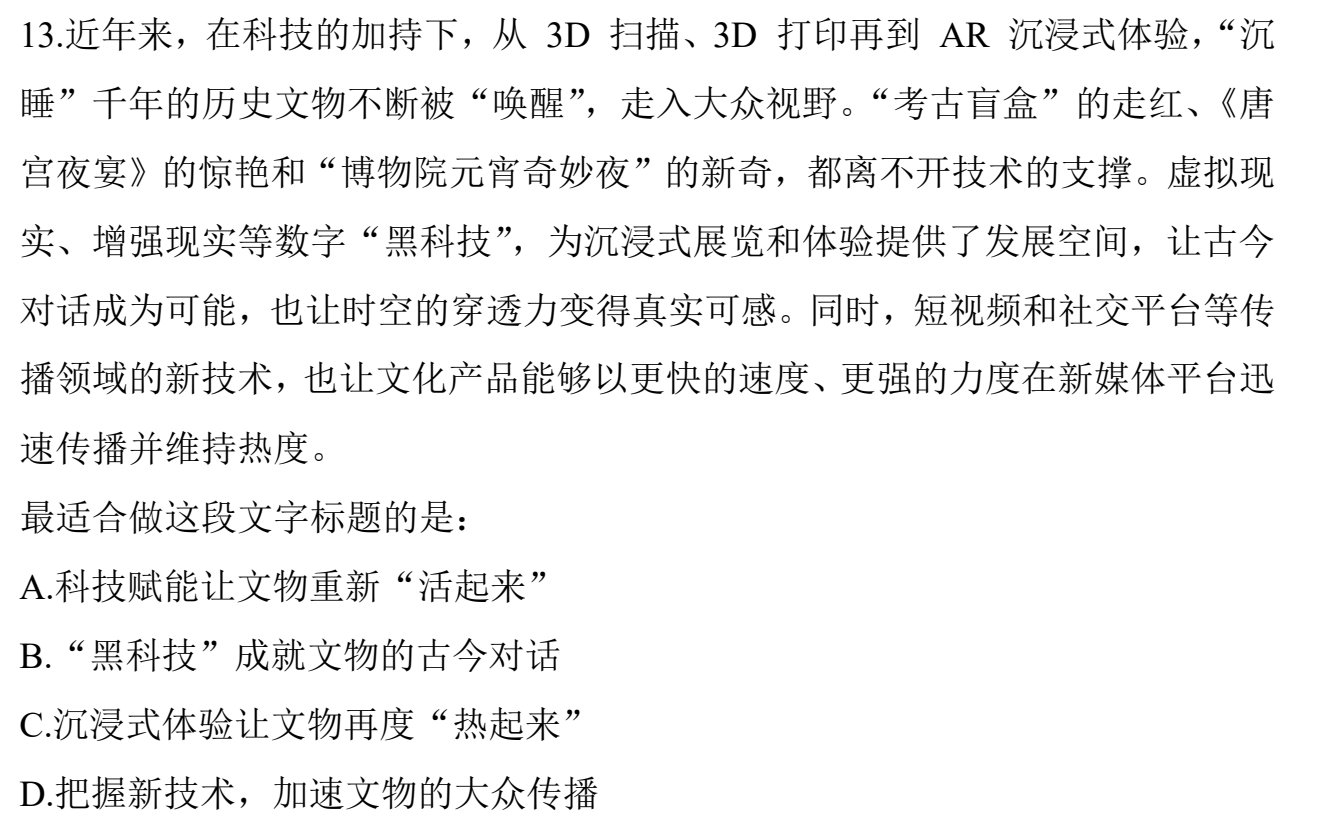 13.近年来，在科技的加持下，从 3D 扫描、3D 打印再到 AR 沉浸式体验，“沉
睡”千年的历史文物不断被“唤醒”，走入大众视野。“考古盲盒”的走红、《唐
宫夜宴》的惊艳和“博物院元宵奇妙夜”的新奇，都离不开技术的支撑。虚拟现
实、增强现实等数字“黑科技”，为沉浸式展览和体验提供了发展空间，让古今
对话成为可能，也让时空的穿透力变得真实可感。同时，短视频和社交平台等传
播领域的新技术，也让文化产品能够以更快的速度、更强的力度在新媒体平台迅
速传播并维持热度。
最适合做这段文字标题的是：
A.科技赋能让文物重新“活起来”
B.“黑科技”成就文物的古今对话
C.沉浸式体验让文物再度“热起来”
D.把握新技术，加速文物的大众传播